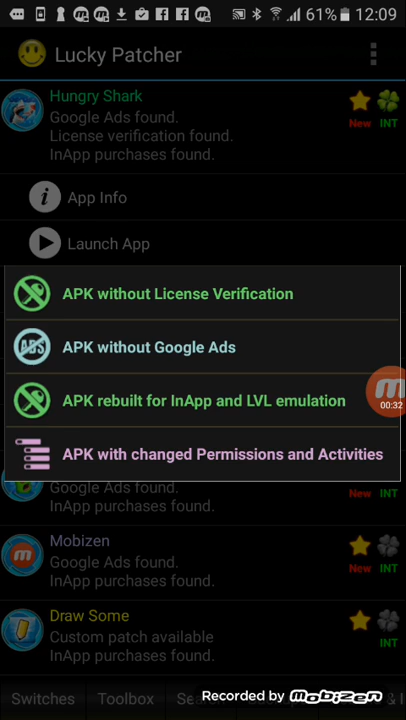 61% 12:09
Lucky Patcher
Hungry Shark
Google Ads found.
License verification found.
InApp purchases found.
New INT
App Info
Launch App
APK without License Verification
ADS
APK without Google Ads
APK rebuilt for InApp and LVL emulation
00:32
APK with changed Permissions and Activities
Google Ads found.
InApp purchases found.
New INT
Mobizen
Google Ads found.
InApp purchases found.
New INT
Draw Some
Custom patch available
InApp purchases found.
New INT
Switches Toolbox
Recorded by Mobizen